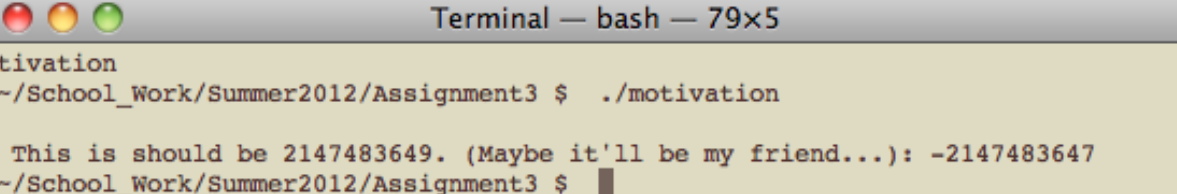 Terminal — bash — 79×5
tivation
~/School_Work/Summer2012/Assignment3 $  ./motivation
This is should be 2147483649. (Maybe it'll be my friend...): -2147483647
~/School_Work/Summer2012/Assignment3 $